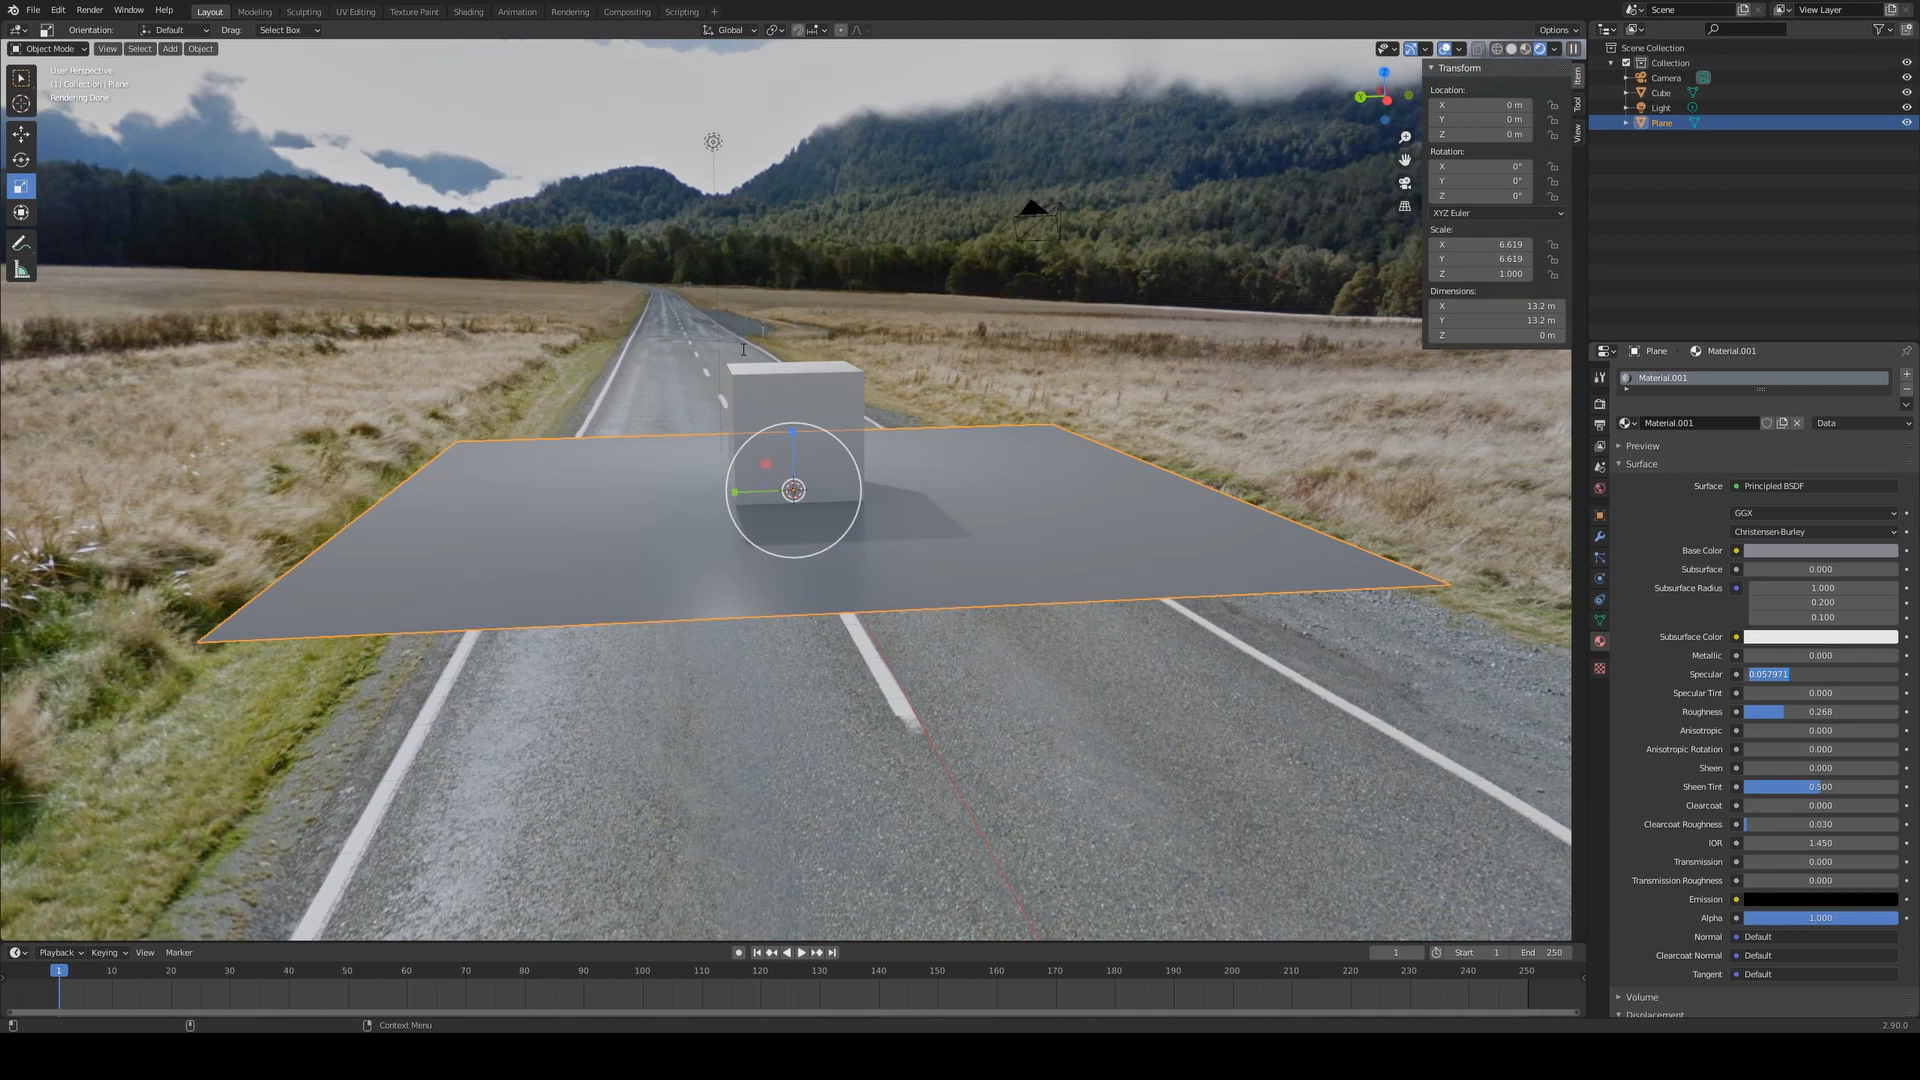 File Edit Render Window Help Layout Modeling Sculpting UV Editing Texture Paint Shading Animation Rendering Compositing Scripting + Scene View Layer
Orientation: Default Drag: Select Box Global Options
Object Mode View Select Add Object
User Perspective
(1) Collection | Plane
Rendering Done
Transform
Location:
X 0 m
Y 0 m
Z 0 m
Rotation:
X 0°
Y 0°
Z 0°
XYZ Euler
Scale:
X 6.619
Y 6.619
Z 1.000
Dimensions:
X 13.2 m
Y 13.2 m
Z 0 m
Item
Tool
View
Z
Y
Scene Collection
Collection
Camera
Cube
Light
Plane
Plane Material.001
Material.001
Material.001 Data
Preview
Surface
Surface Principled BSDF
GGX
Christensen-Burley
Base Color
Subsurface 0.000
Subsurface Radius 1.000
0.200
0.100
Subsurface Color
Metallic 0.000
Specular 0.057971
Specular Tint 0.000
Roughness 0.268
Anisotropic 0.000
Anisotropic Rotation 0.000
Sheen 0.000
Sheen Tint 0.500
Clearcoat 0.000
Clearcoat Roughness 0.030
IOR 1.450
Transmission 0.000
Transmission Roughness 0.000
Emission
Alpha 1.000
Normal Default
Clearcoat Normal Default
Tangent Default
Volume
Displacement
Playback Keying View Marker 1 Start 1 End 250
1 10 20 30 40 50 60 70 80 90 100 110 120 130 140 150 160 170 180 190 200 210 220 230 240 250
Context Menu 2.90.0